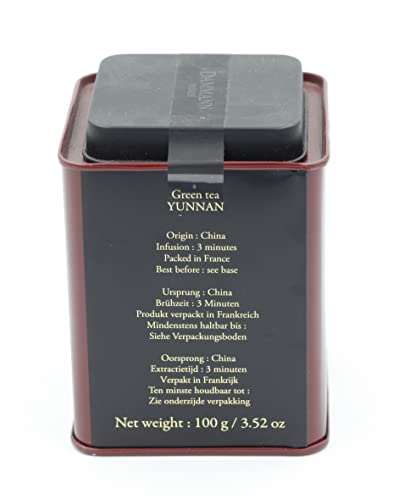 DAMMANN
Green tea
YUNNAN
Origin : China
Infusion : 3 minutes
Packed in France
Best before : see base
Ursprung : China
Brühzeit : 3 Minuten
Produkt verpackt in Frankreich
Mindenstens haltbar bis :
Siehe Verpackungsboden
Oorsprong : China
Extractietijd : 3 minuten
Verpakt in Frankrijk
Ten minste houdbaar tot :
Zie onderzijde verpakking
Net weight : 100 g / 3.52 oz